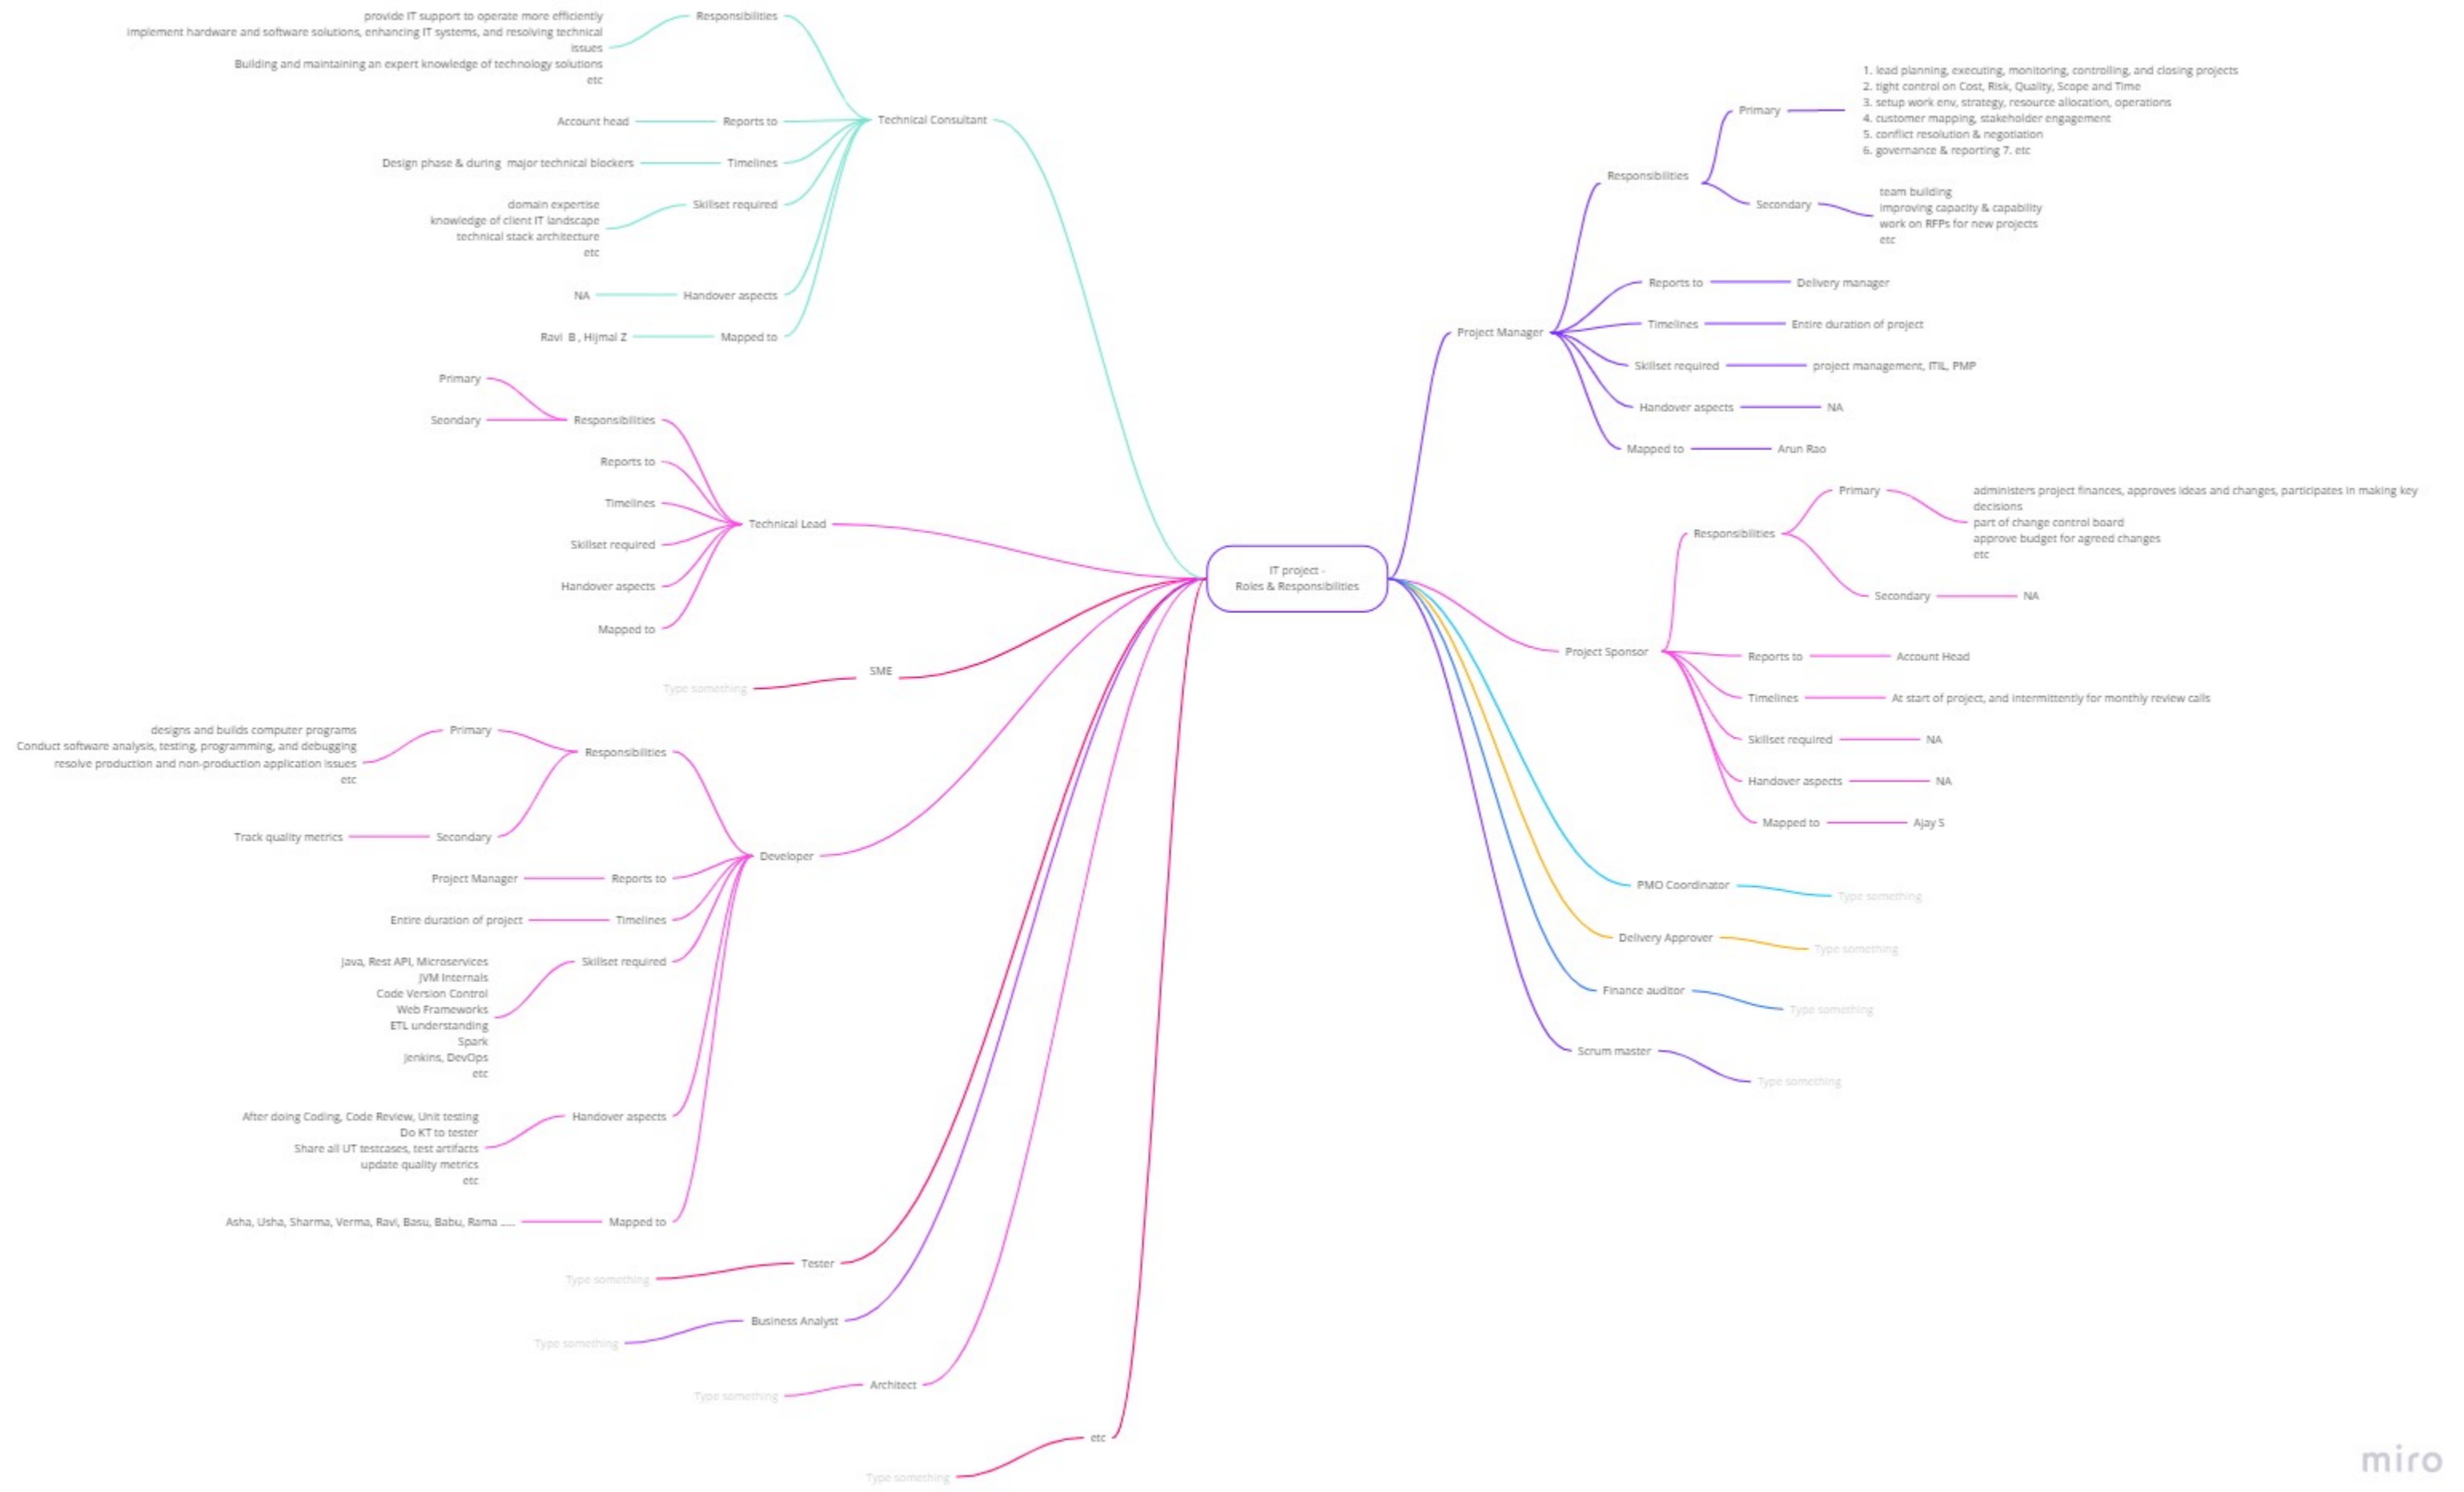 provide IT support to operate more efficiently
implement hardware and software solutions, enhancing IT systems, and resolving technical
issues
Building and maintaining an expert knowledge of technology solutions
etc
Responsibilities
Account head
Reports to
Technical Consultant
Design phase & during major technical blockers
Timelines
domain expertise
knowledge of client IT landscape
technical stack architecture
etc
Skillset required
NA
Handover aspects
Ravi B , Hijmal Z
Mapped to
Primary
Seondary
Responsibilities
Reports to
Timelines
Technical Lead
Skillset required
Handover aspects
Mapped to
SME
Type something
designs and builds computer programs
Conduct software analysis, testing, programming, and debugging
resolve production and non-production application issues
etc
Primary
Responsibilities
Track quality metrics
Secondary
Developer
Project Manager
Reports to
Entire duration of project
Timelines
Java, Rest API, Microservices
JVM Internals
Code Version Control
Web Frameworks
ETL understanding
Spark
Jenkins, DevOps
etc
Skillset required
After doing Coding, Code Review, Unit testing
Do KT to tester
Share all UT testcases, test artifacts
update quality metrics
etc
Handover aspects
Asha, Usha, Sharma, Verma, Ravi, Basu, Babu, Rama .....
Mapped to
Tester
Type something
Business Analyst
Type something
Architect
Type something
etc
Type something
IT project -
Roles & Responsibilities
Project Manager
Responsibilities
Primary
1. lead planning, executing, monitoring, controlling, and closing projects
2. tight control on Cost, Risk, Quality, Scope and Time
3. setup work env, strategy, resource allocation, operations
4. customer mapping, stakeholder engagement
5. conflict resolution & negotiation
6. governance & reporting 7. etc
Secondary
team building
improving capacity & capability
work on RFPs for new projects
etc
Reports to
Delivery manager
Timelines
Entire duration of project
Skillset required
project management, ITIL, PMP
Handover aspects
NA
Mapped to
Arun Rao
Project Sponsor
Responsibilities
Primary
administers project finances, approves ideas and changes, participates in making key
decisions
part of change control board
approve budget for agreed changes
etc
Secondary
NA
Reports to
Account Head
Timelines
At start of project, and intermittently for monthly review calls
Skillset required
NA
Handover aspects
NA
Mapped to
Ajay S
PMO Coordinator
Type something
Delivery Approver
Type something
Finance auditor
Type something
Scrum master
Type something
miro